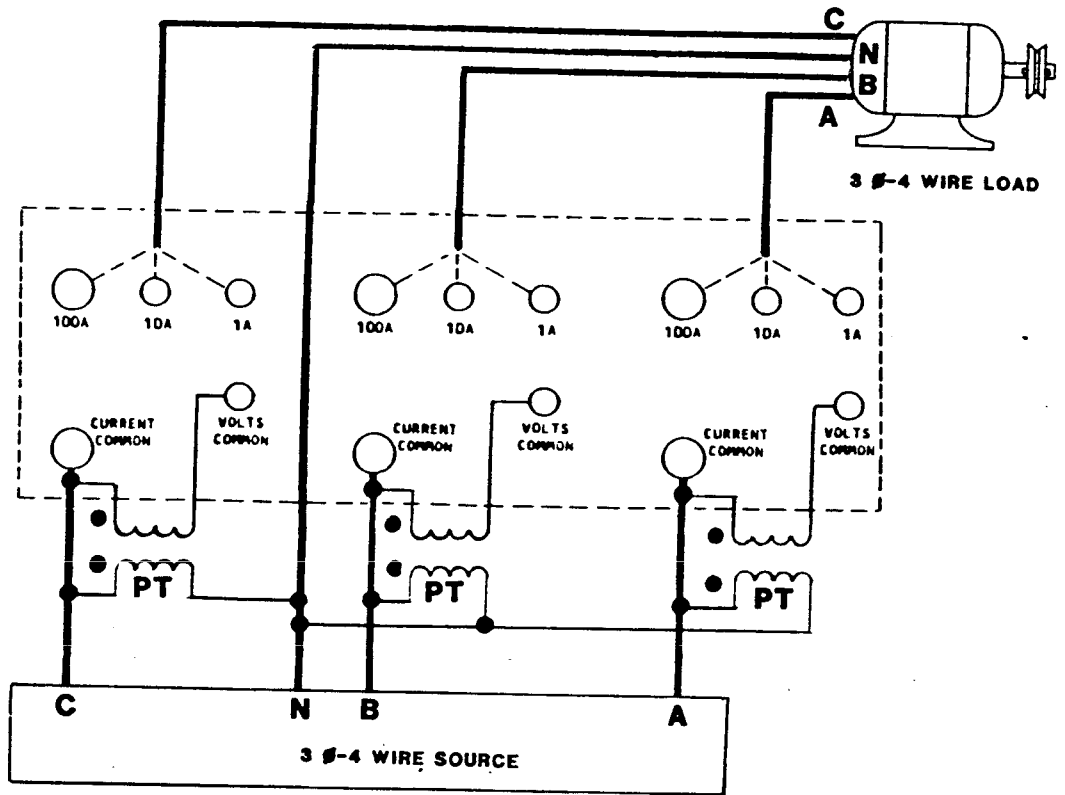 C
N
B
A
3 Ø-4 WIRE LOAD
100A
10A
1A
100A
10A
1A
100A
10A
1A
CURRENT
COMMON
VOLTS
COMMON
CURRENT
COMMON
VOLTS
COMMON
CURRENT
COMMON
VOLTS
COMMON
PT
PT
PT
C
N
B
A
3 Ø-4 WIRE SOURCE